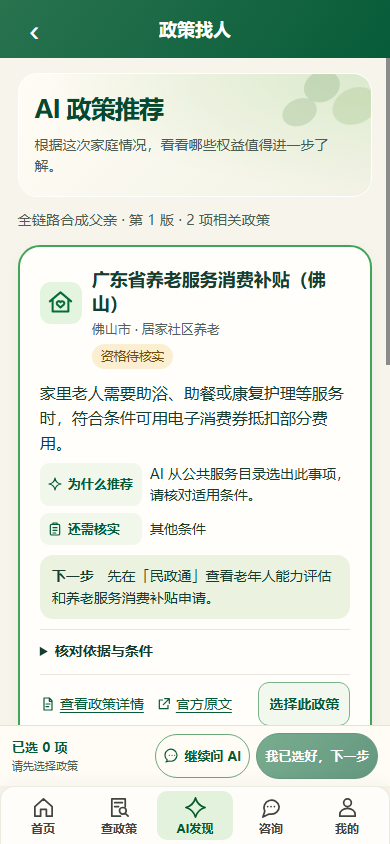 政策找人
AI 政策推荐
根据这次家庭情况，看看哪些权益值得进一步了
解。
全链路合成父亲 · 第 1 版 · 2 项相关政策
广东省养老服务消费补贴（佛
山）
佛山市 · 居家社区养老
资格待核实
家里老人需要助浴、助餐或康复护理等服务
时，符合条件可用电子消费券抵扣部分费
用。
为什么推荐
AI 从公共服务目录选出此事项，
请核对适用条件。
还需核实
其他条件
下一步 先在「民政通」查看老年人能力评估
和养老服务消费补贴申请。
核对依据与条件
查看政策详情
官方原文
选择此政策
已选 0 项
请先选择政策
继续问 AI
我已选好，下一步
首页
查政策
AI发现
咨询
我的